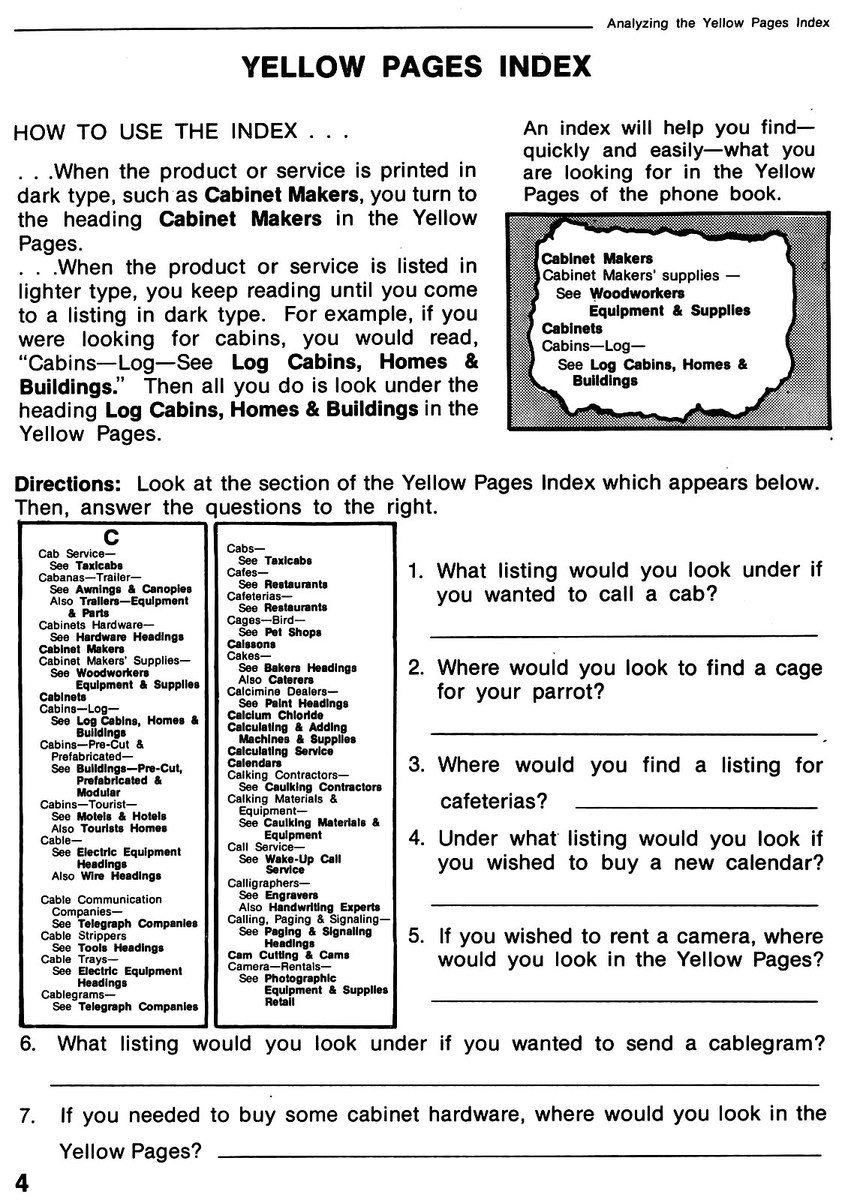 Analyzing the Yellow Pages Index
YELLOW PAGES INDEX
HOW TO USE THE INDEX . . .
. . .When the product or service is printed in
dark type, such as Cabinet Makers, you turn to
the heading Cabinet Makers in the Yellow
Pages.
. . .When the product or service is listed in
lighter type, you keep reading until you come
to a listing in dark type. For example, if you
were looking for cabins, you would read,
“Cabins—Log—See Log Cabins, Homes &
Buildings.” Then all you do is look under the
heading Log Cabins, Homes & Buildings in the
Yellow Pages.
An index will help you find—
quickly and easily—what you
are looking for in the Yellow
Pages of the phone book.
Cabinet Makers
Cabinet Makers' supplies —
See Woodworkers
Equipment & Supplies
Cabinets
Cabins—Log—
See Log Cabins, Homes &
Buildings
Directions: Look at the section of the Yellow Pages Index which appears below.
Then, answer the questions to the right.
C
Cab Service—
See Taxicabs
Cabanas—Trailer—
See Awnings & Canopies
Also Trailers—Equipment
& Parts
Cabinets Hardware—
See Hardware Headings
Cabinet Makers
Cabinet Makers' Supplies—
See Woodworkers
Equipment & Supplies
Cabinets
Cabins—Log—
See Log Cabins, Homes &
Buildings
Cabins—Pre-Cut &
Prefabricated—
See Buildings—Pre-Cut,
Prefabricated &
Modular
Cabins—Tourist—
See Motels & Hotels
Also Tourists Homes
Cable—
See Electric Equipment
Headings
Also Wire Headings
Cable Communication
Companies—
See Telegraph Companies
Cable Strippers
See Tools Headings
Cable Trays—
See Electric Equipment
Headings
Cablegrams—
See Telegraph Companies
Cabs—
See Taxicabs
Cafes—
See Restaurants
Cafeterias—
See Restaurants
Cages—Bird—
See Pet Shops
Caissons
Cakes—
See Bakers Headings
Also Caterers
Calcimine Dealers—
See Paint Headings
Calcium Chloride
Calculating & Adding
Machines & Supplies
Calculating Service
Calendars
Calking Contractors—
See Caulking Contractors
Calking Materials &
Equipment—
See Caulking Materials &
Equipment
Call Service—
See Wake-Up Call
Service
Calligraphers—
See Engravers
Also Handwriting Experts
Calling, Paging & Signaling—
See Paging & Signaling
Headings
Cam Cutting & Cams
Camera—Rentals—
See Photographic
Equipment & Supplies
Retail
1. What listing would you look under if
you wanted to call a cab?
2. Where would you look to find a cage
for your parrot?
3. Where would you find a listing for
cafeterias?
4. Under what listing would you look if
you wished to buy a new calendar?
5. If you wished to rent a camera, where
would you look in the Yellow Pages?
6. What listing would you look under if you wanted to send a cablegram?
7. If you needed to buy some cabinet hardware, where would you look in the
Yellow Pages?
4